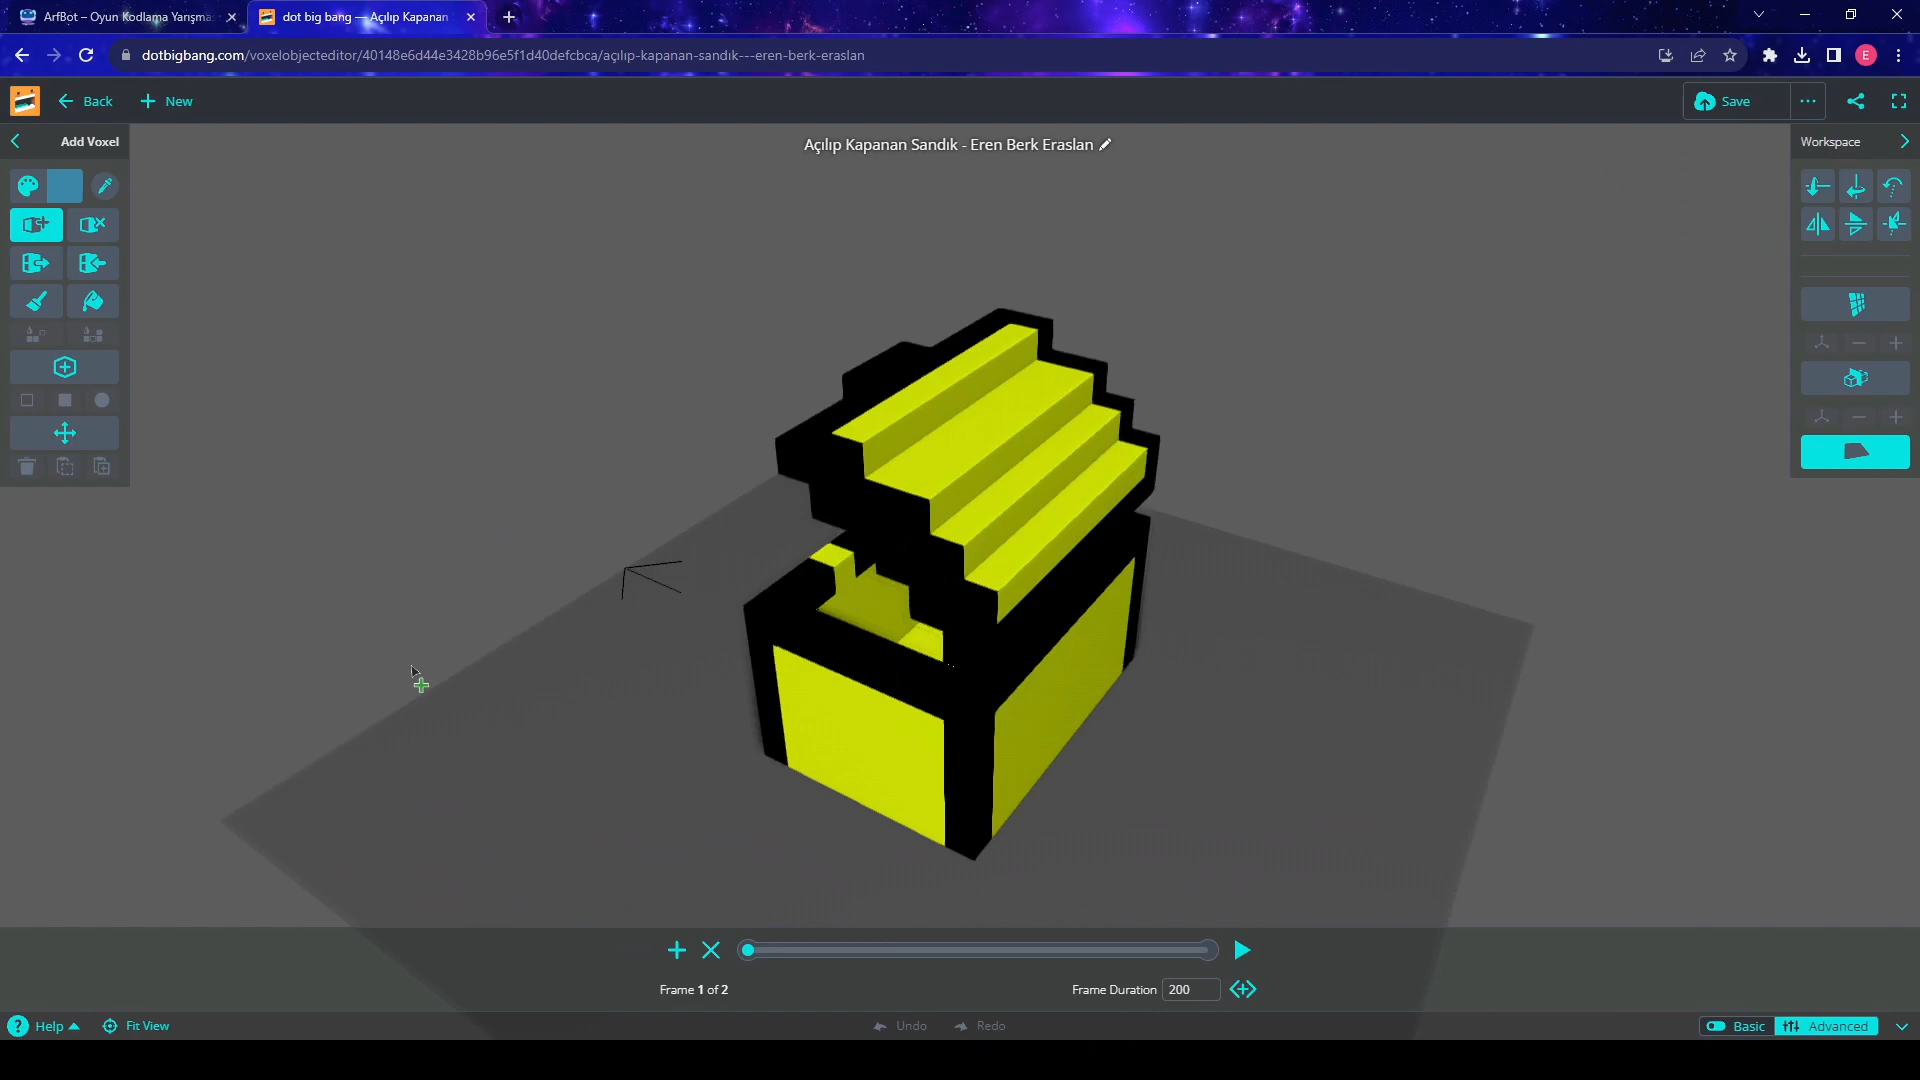 ArfBot – Oyun Kodlama Yarışma
dot big bang — Açılıp Kapanan
dotbigbang.com/voxelobjecteditor/40148e6d44e3428b96e5f1d40defcbca/açılıp-kapanan-sandık---eren-berk-eraslan
E
Back
New
Save
Add Voxel
Açılıp Kapanan Sandık - Eren Berk Eraslan
Workspace
Frame 1 of 2
Frame Duration 200
Help
Fit View
Undo
Redo
Basic
Advanced